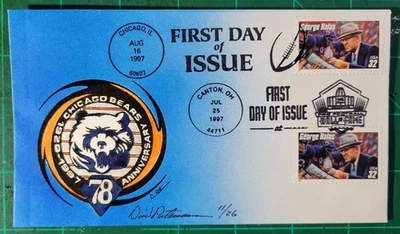 CHICAGO, IL
AUG
16
1997
60607
FIRST DAY
of
ISSUE
George Halas
32
CANTON, OH
JUL
25
1997
44711
FIRST
DAY OF ISSUE
George Halas
32
1920-1997 CHICAGO BEARS
78
ANNIVERSARY
11/26